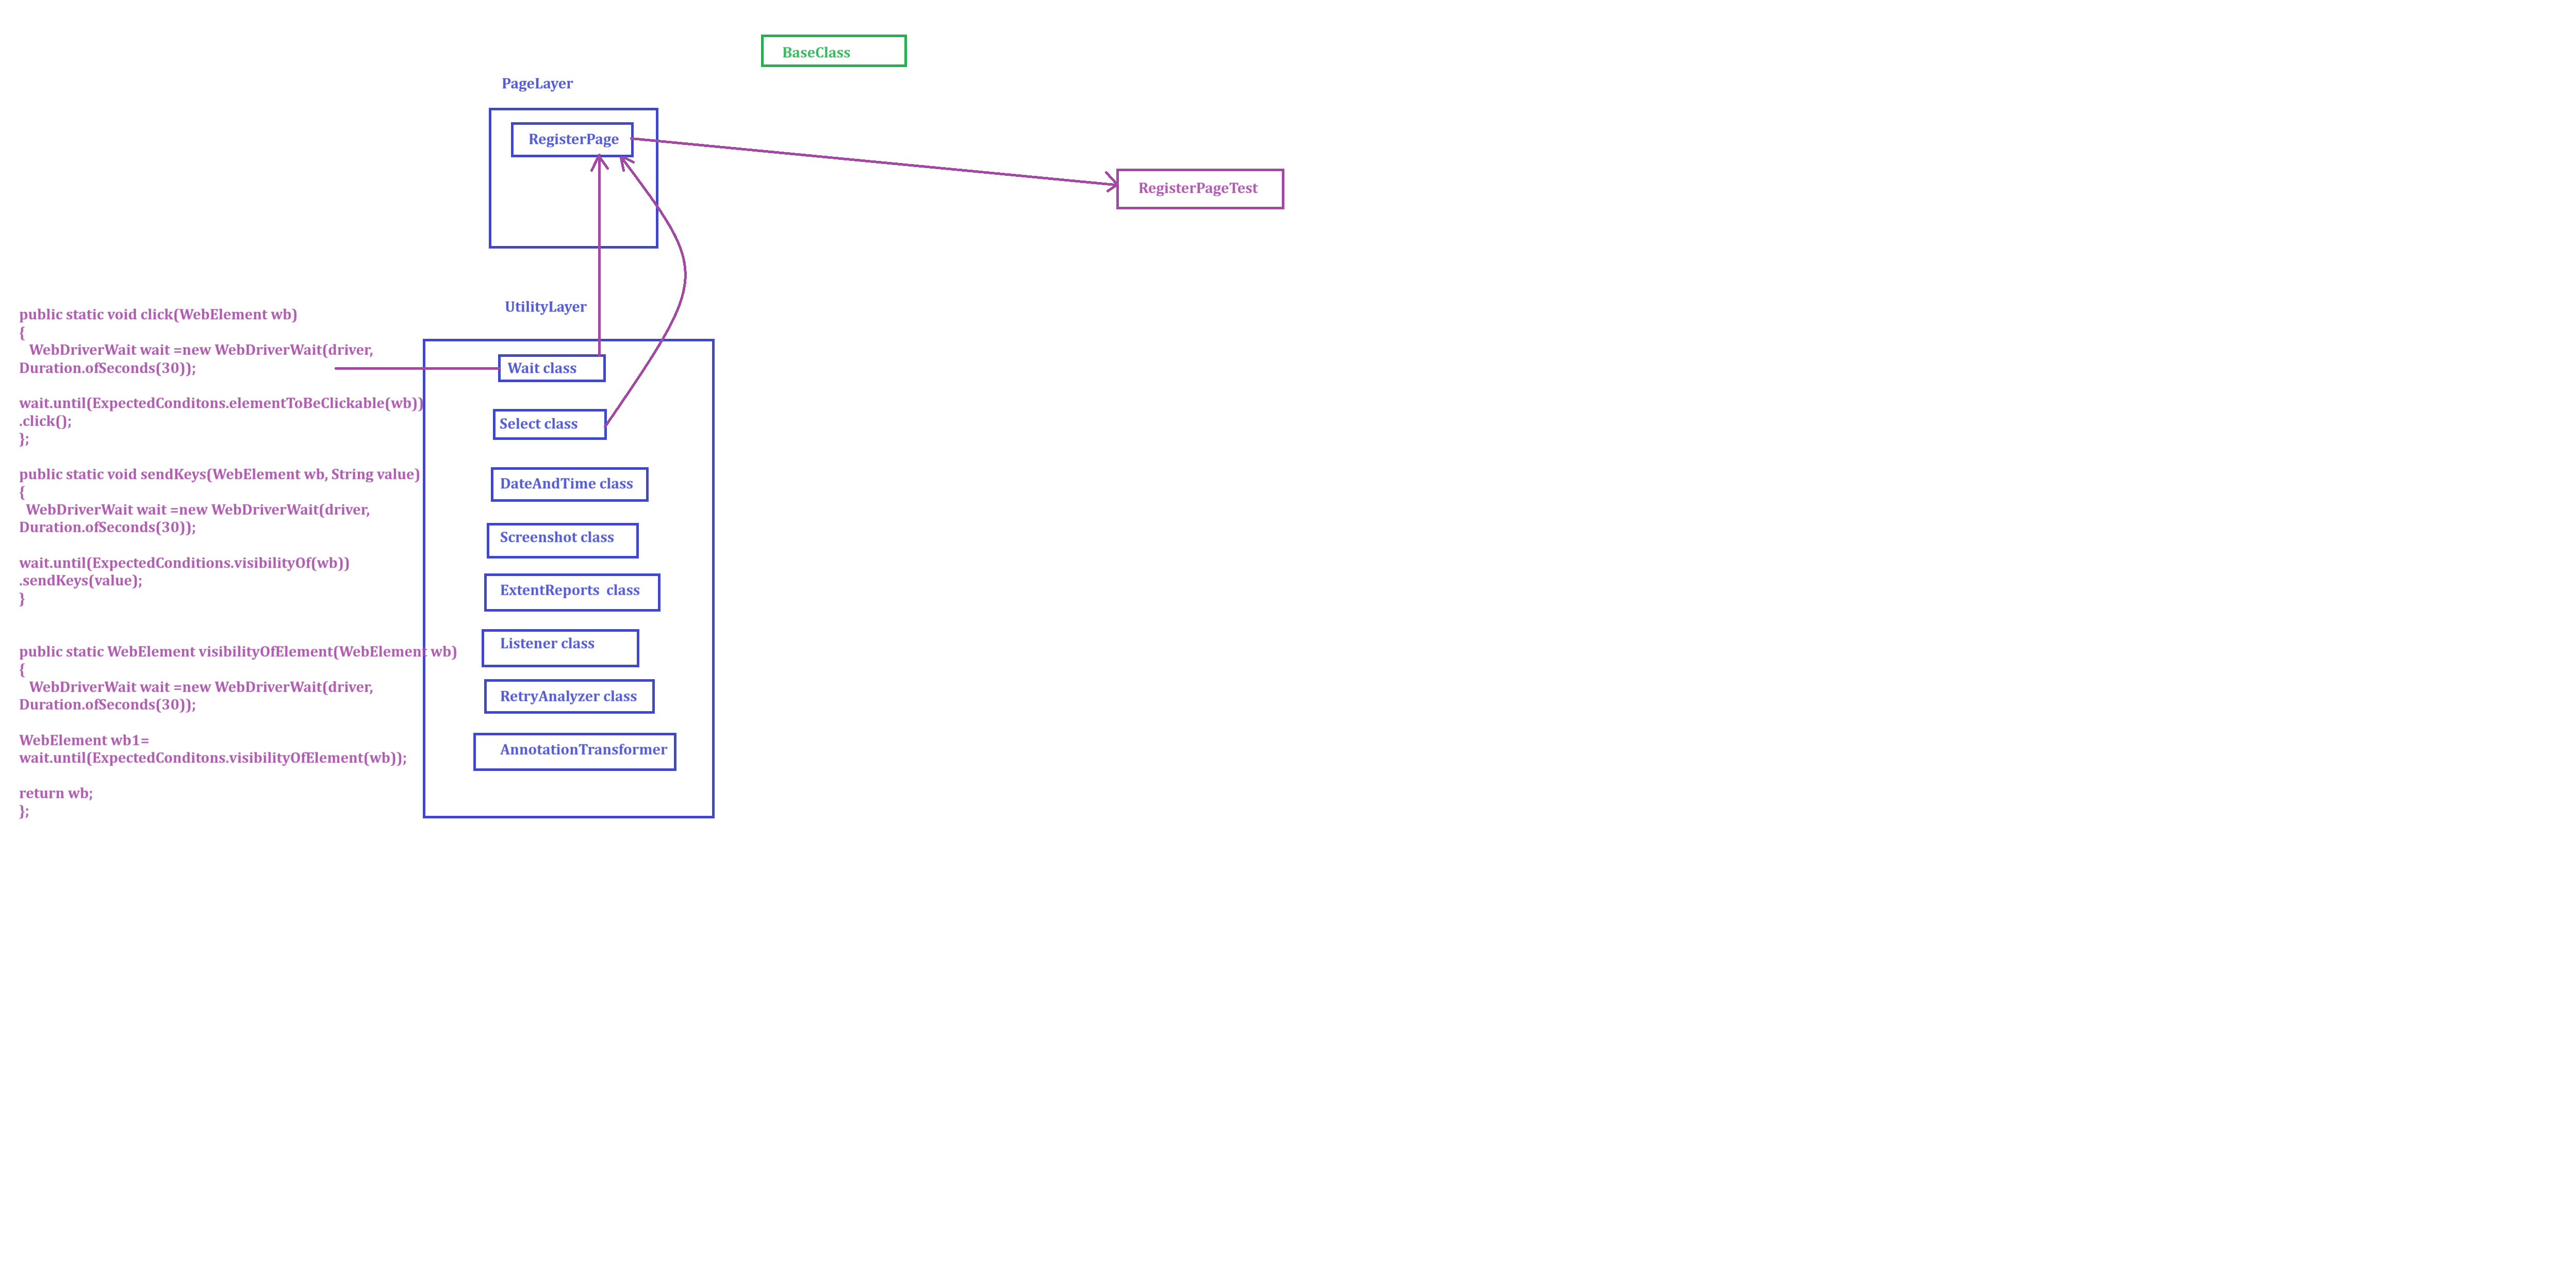 BaseClass
PageLayer
RegisterPage
RegisterPageTest
UtilityLayer
public static void click(WebElement wb)
{
WebDriverWait wait =new WebDriverWait(driver,
Duration.ofSeconds(30));
wait.until(ExpectedConditons.elementToBeClickable(wb))
.click();
};
public static void sendKeys(WebElement wb, String value)
{
WebDriverWait wait =new WebDriverWait(driver,
Duration.ofSeconds(30));
wait.until(ExpectedConditions.visibilityOf(wb))
.sendKeys(value);
}
public static WebElement visibilityOfElement(WebElement wb)
{
WebDriverWait wait =new WebDriverWait(driver,
Duration.ofSeconds(30));
WebElement wb1=
wait.until(ExpectedConditons.visibilityOfElement(wb));
return wb;
};
Wait class
Select class
DateAndTime class
Screenshot class
ExtentReports  class
Listener class
RetryAnalyzer class
AnnotationTransformer